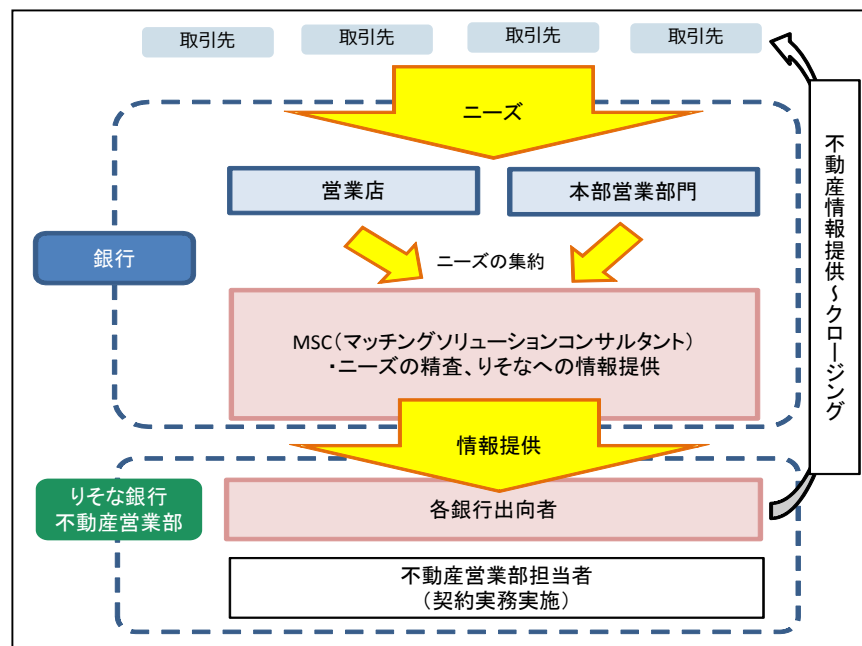 取引先
取引先
取引先
取引先
ニーズ
営業店
本部営業部門
銀行
ニーズの集約
MSC(マッチングソリューションコンサルタント)
・ニーズの精査、りそなへの情報提供
不動産情報提供~クロージング
情報提供
りそな銀行
不動産営業部
各銀行出向者
不動産営業部担当者
(契約実務実施)